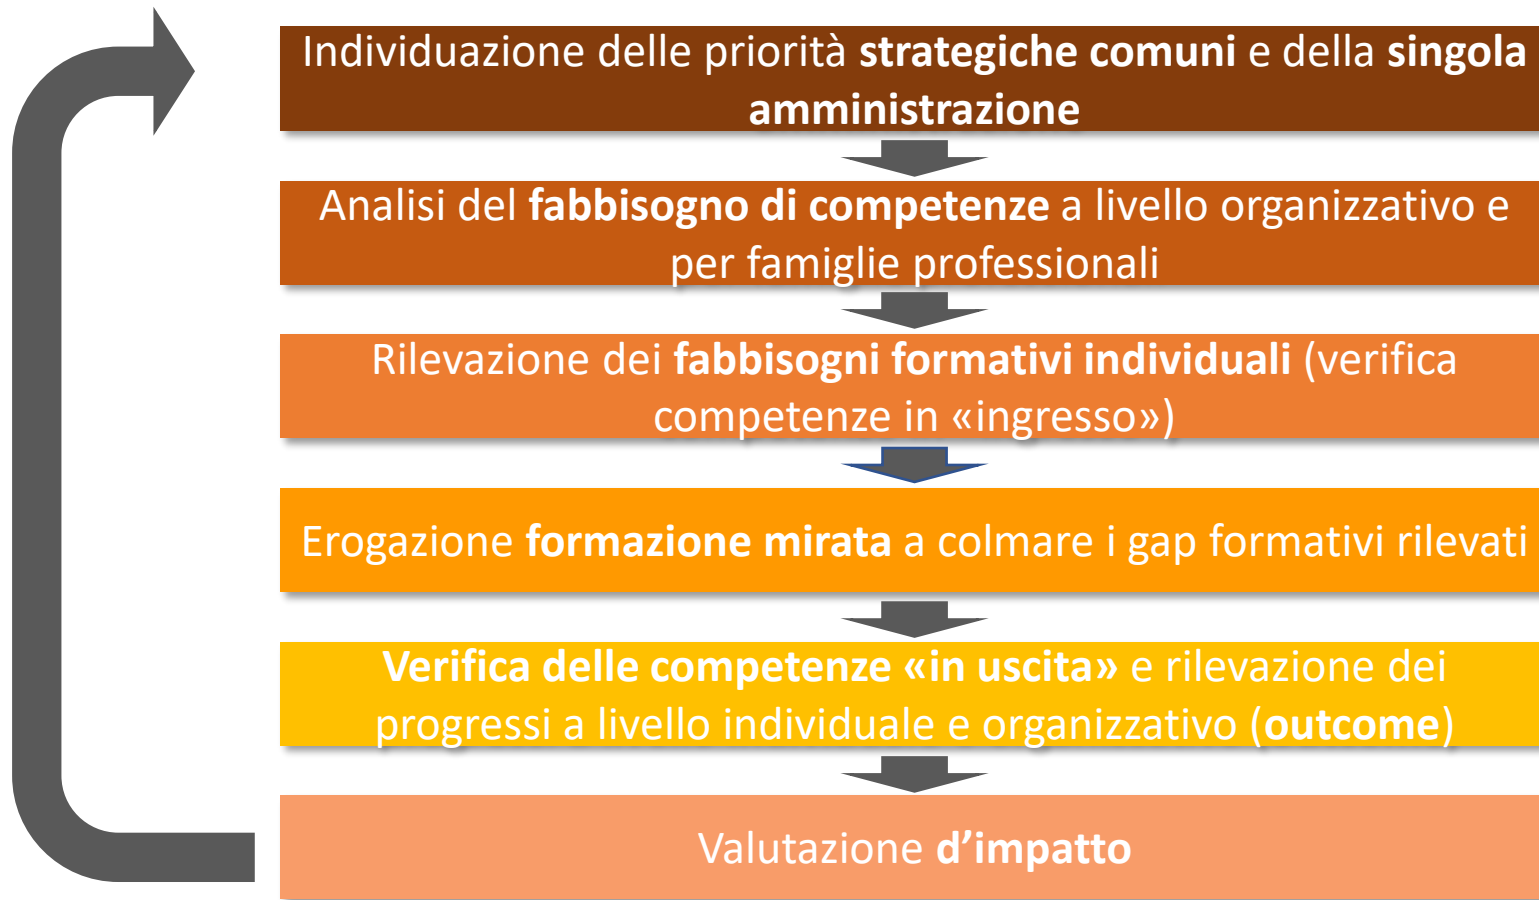 Individuazione delle priorità strategiche comuni e della singola
amministrazione
Analisi del fabbisogno di competenze a livello organizzativo e
per famiglie professionali
Rilevazione dei fabbisogni formativi individuali (verifica
competenze in «ingresso»)
Erogazione formazione mirata a colmare i gap formativi rilevati
Verifica delle competenze «in uscita» e rilevazione dei
progressi a livello individuale e organizzativo (outcome)
Valutazione d’impatto